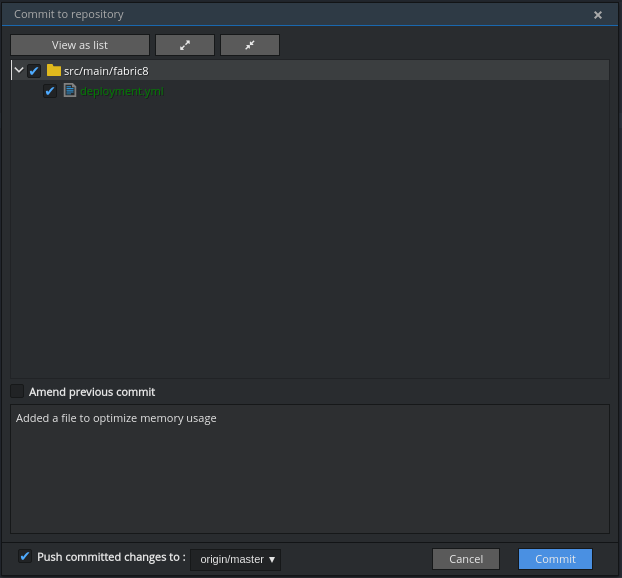 Commit to repository
View as list
src/main/fabric8
deployment.yml
Amend previous commit
Added a file to optimize memory usage
Push committed changes to :
origin/master
Cancel
Commit